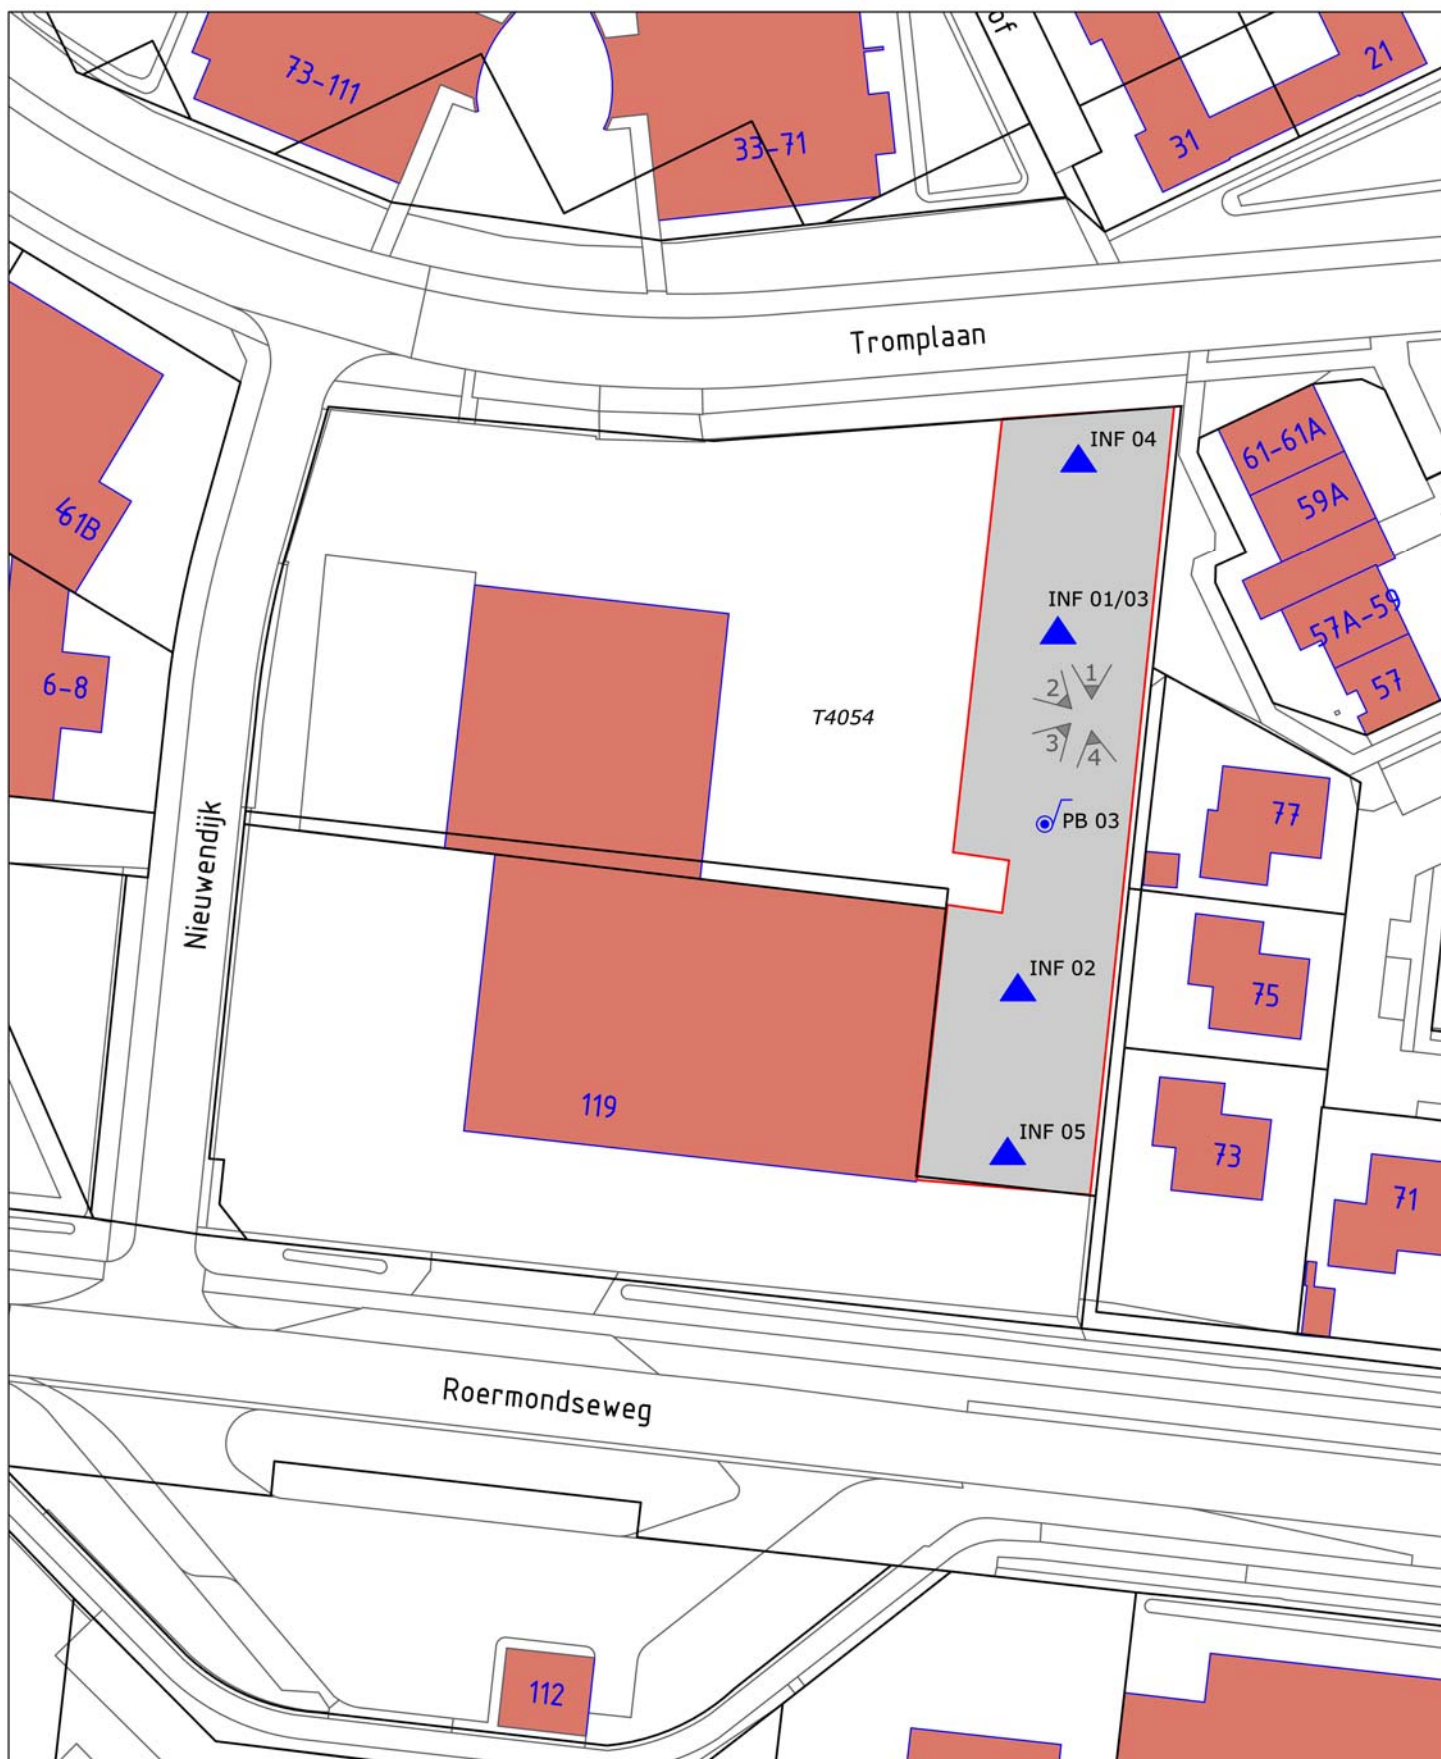 of
73-111
33-71
31
21
Tromplaan
61B
6-8
Nieuwendijk
INF 04
INF 01/03
1
2
3
4
T4054
PB 03
INF 02
INF 05
119
61-61A
59A
57A-59
57
77
75
73
71
Roermondseweg
112